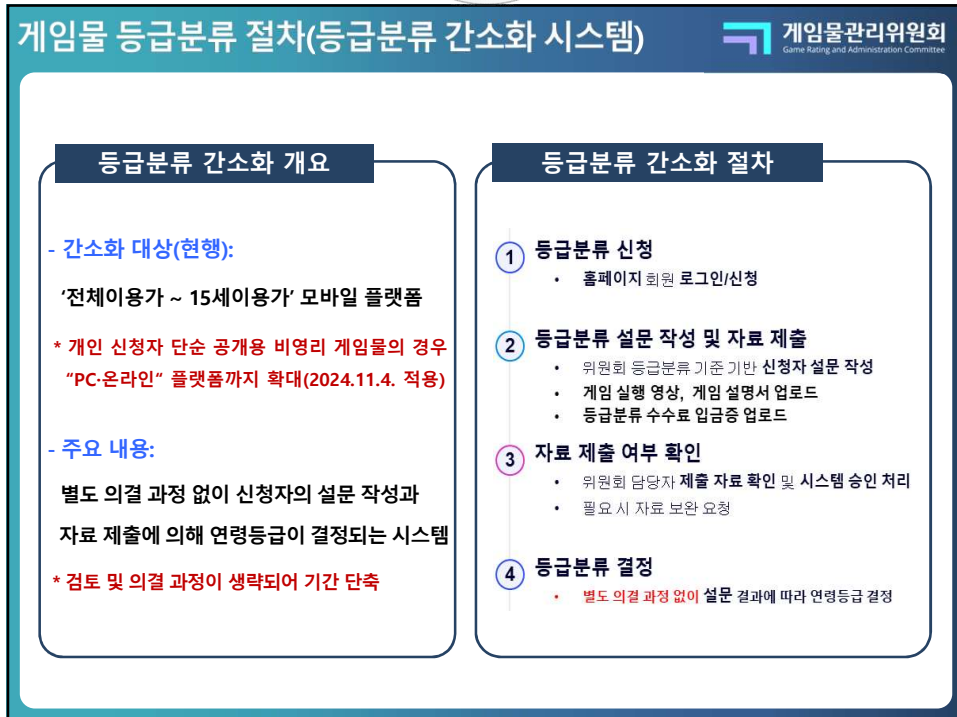 게임물 등급분류 절차(등급분류 간소화 시스템)
게임물관리위원회
Game Rating and Administration Committee
등급분류 간소화 개요
- 간소화 대상(현행):
‘전체이용가 ~ 15세이용가’ 모바일 플랫폼
* 개인 신청자 단순 공개용 비영리 게임물의 경우
“PC·온라인“ 플랫폼까지 확대(2024.11.4. 적용)
- 주요 내용:
별도 의결 과정 없이 신청자의 설문 작성과
자료 제출에 의해 연령등급이 결정되는 시스템
* 검토 및 의결 과정이 생략되어 기간 단축
등급분류 간소화 절차
1 등급분류 신청
• 홈페이지 회원 로그인/신청
2 등급분류 설문 작성 및 자료 제출
• 위원회 등급분류 기준 기반 신청자 설문 작성
• 게임 실행 영상, 게임 설명서 업로드
• 등급분류 수수료 입금증 업로드
3 자료 제출 여부 확인
• 위원회 담당자 제출 자료 확인 및 시스템 승인 처리
• 필요 시 자료 보완 요청
4 등급분류 결정
• 별도 의결 과정 없이 설문 결과에 따라 연령등급 결정